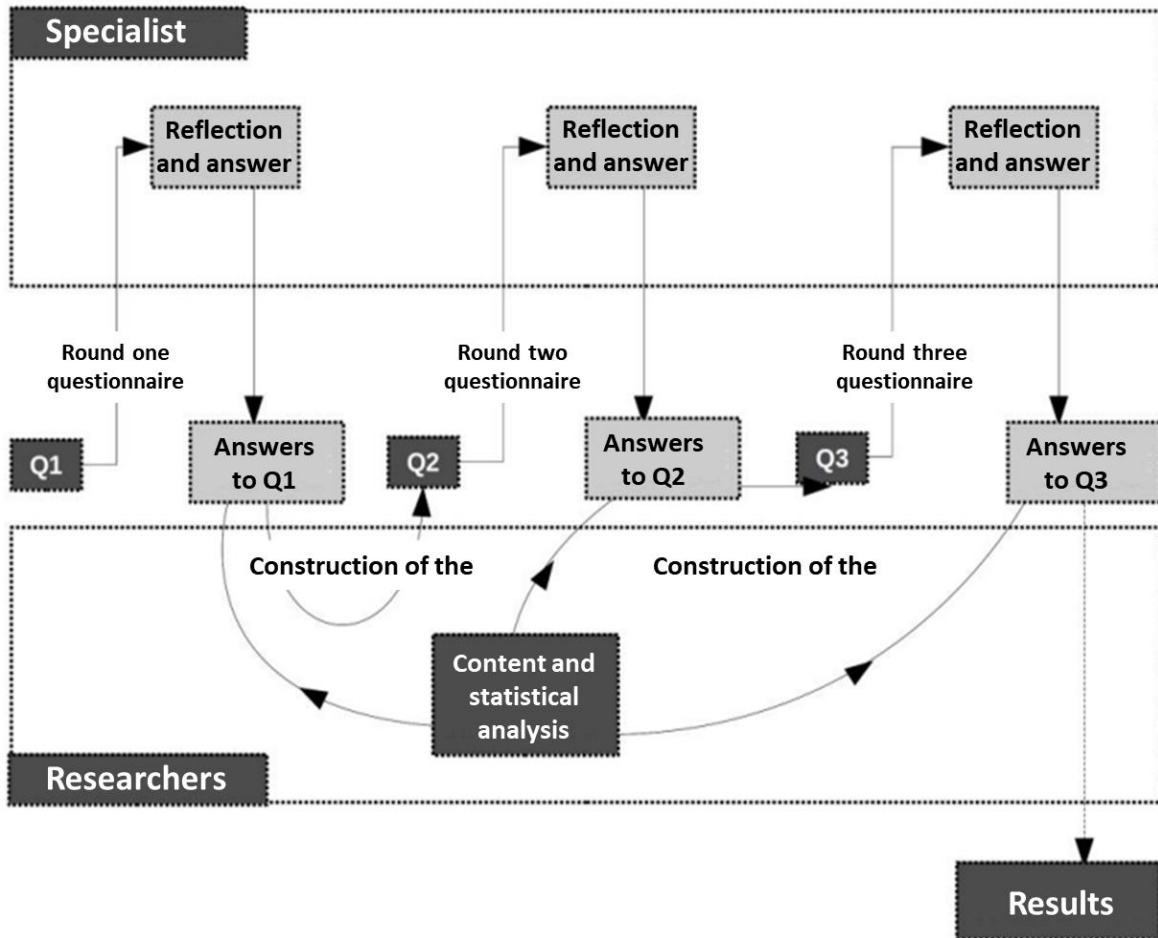 Specialist
Reflection
and answer
Reflection
and answer
Reflection
and answer
Round one
questionnaire
Round two
questionnaire
Round three
questionnaire
Q1
Answers
to Q1
Q2
Answers
to Q2
Q3
Answers
to Q3
Construction of the
Construction of the
Content and
statistical
analysis
Researchers
Results